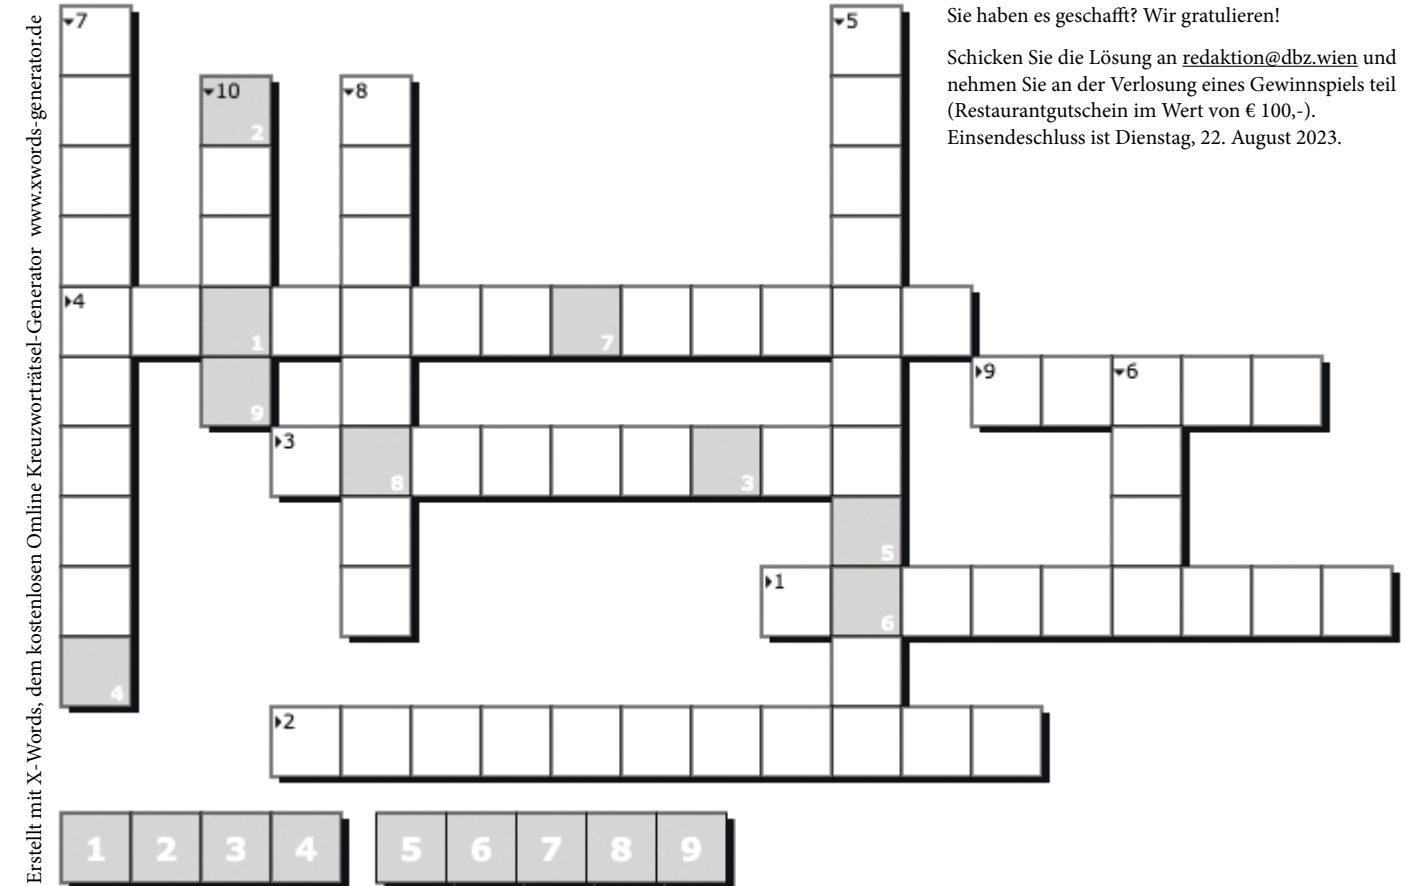 Erstellt mit X-Words, dem kostenlosen Omline Kreuzworträtsel-Generator www.xwords-generator.de
Sie haben es geschafft? Wir gratulieren!
Schicken Sie die Lösung an redaktion@dbz.wien und
nehmen Sie an der Verlosung eines Gewinnspiels teil
(Restaurantgutschein im Wert von € 100,-).
Einsendeschluss ist Dienstag, 22. August 2023.
7
5
10
8
2
4
1
7
9
6
9
3
8
3
5
1
6
4
2
1 2 3 4 5 6 7 8 9